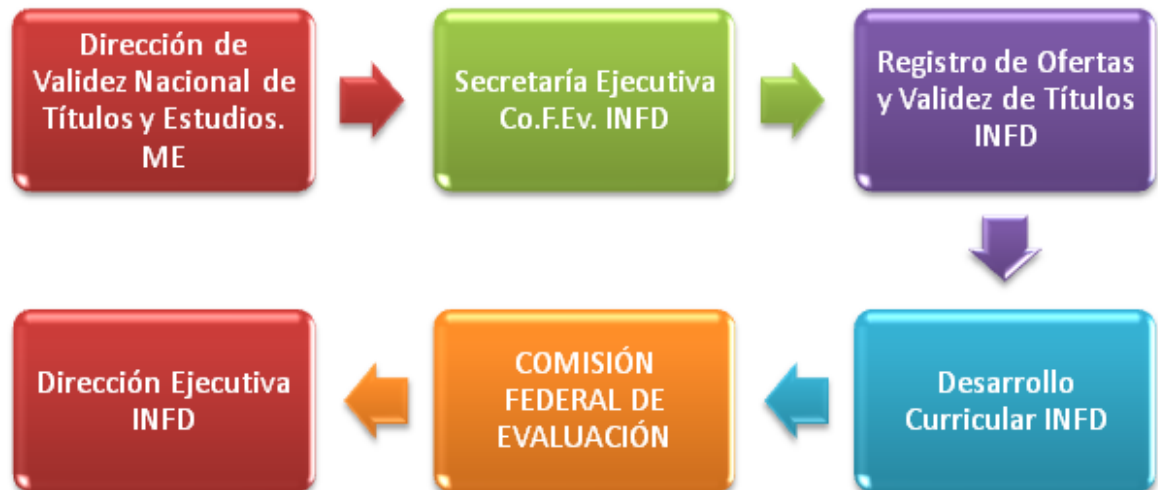 Dirección de
Validez Nacional de
Títulos y Estudios.
ME
Secretaría Ejecutiva
Co.F.Ev. INFD
Registro de Ofertas
y Validez de Títulos
INFD
Desarrollo
Curricular INFD
COMISIÓN
FEDERAL DE
EVALUACIÓN
Dirección Ejecutiva
INFD